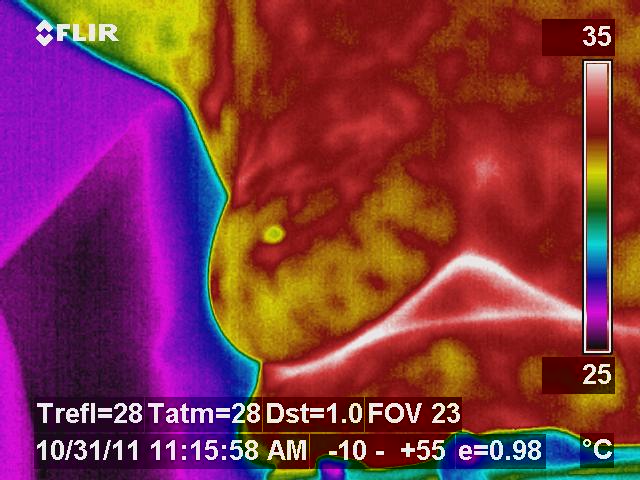 FLIR
35
25
Trefl=28 Tatm=28 Dst=1.0 FOV 23
10/31/11 11:15:58 AM -10 - +55 e=0.98 °C